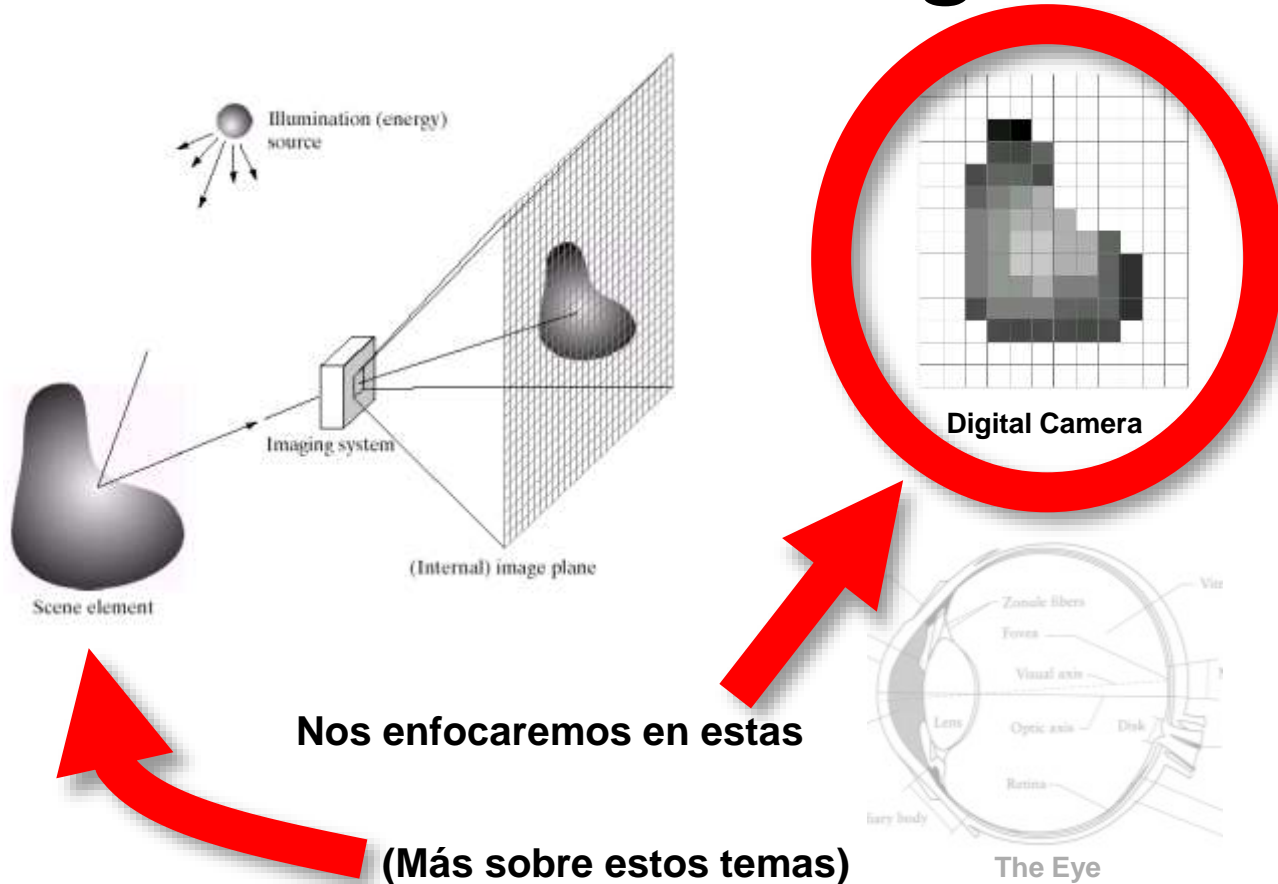 Illumination (energy)
source
Imaging system
(Internal) image plane
Scene element
Digital Camera
Zonule fibers
Fovea
Visual axis
Lens
Optic axis
Disk
Retina
Nos enfocaremos en estas
(Más sobre estos temas)
The Eye